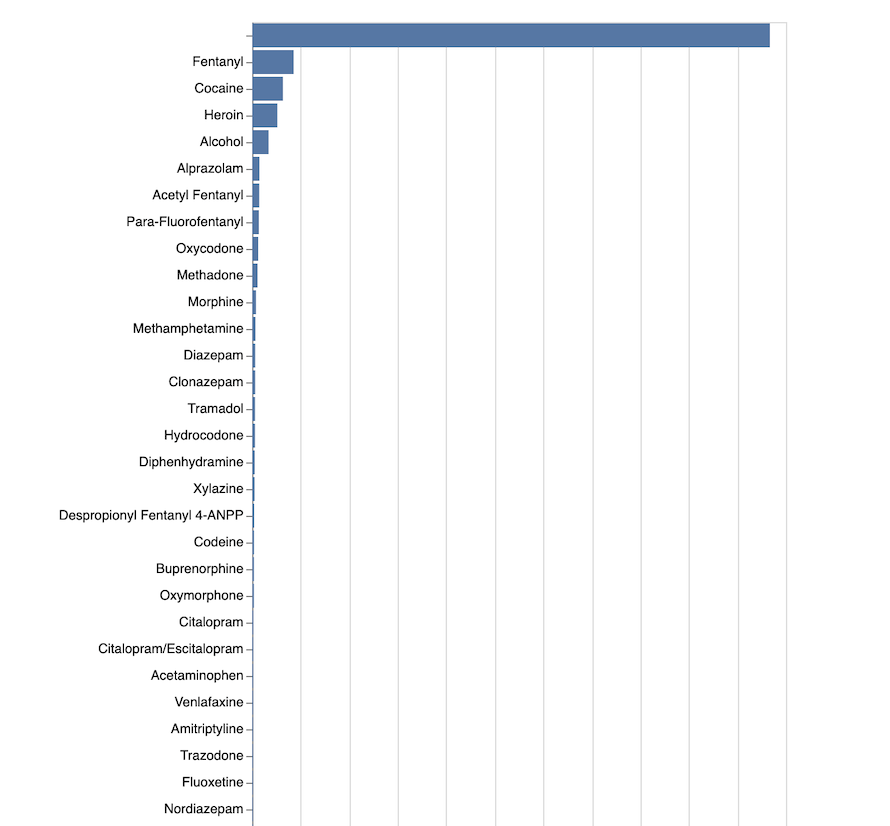 Fentanyl
Cocaine
Heroin
Alcohol
Alprazolam
Acetyl Fentanyl
Para-Fluorofentanyl
Oxycodone
Methadone
Morphine
Methamphetamine
Diazepam
Clonazepam
Tramadol
Hydrocodone
Diphenhydramine
Xylazine
Despropionyl Fentanyl 4-ANPP
Codeine
Buprenorphine
Oxymorphone
Citalopram
Citalopram/Escitalopram
Acetaminophen
Venlafaxine
Amitriptyline
Trazodone
Fluoxetine
Nordiazepam